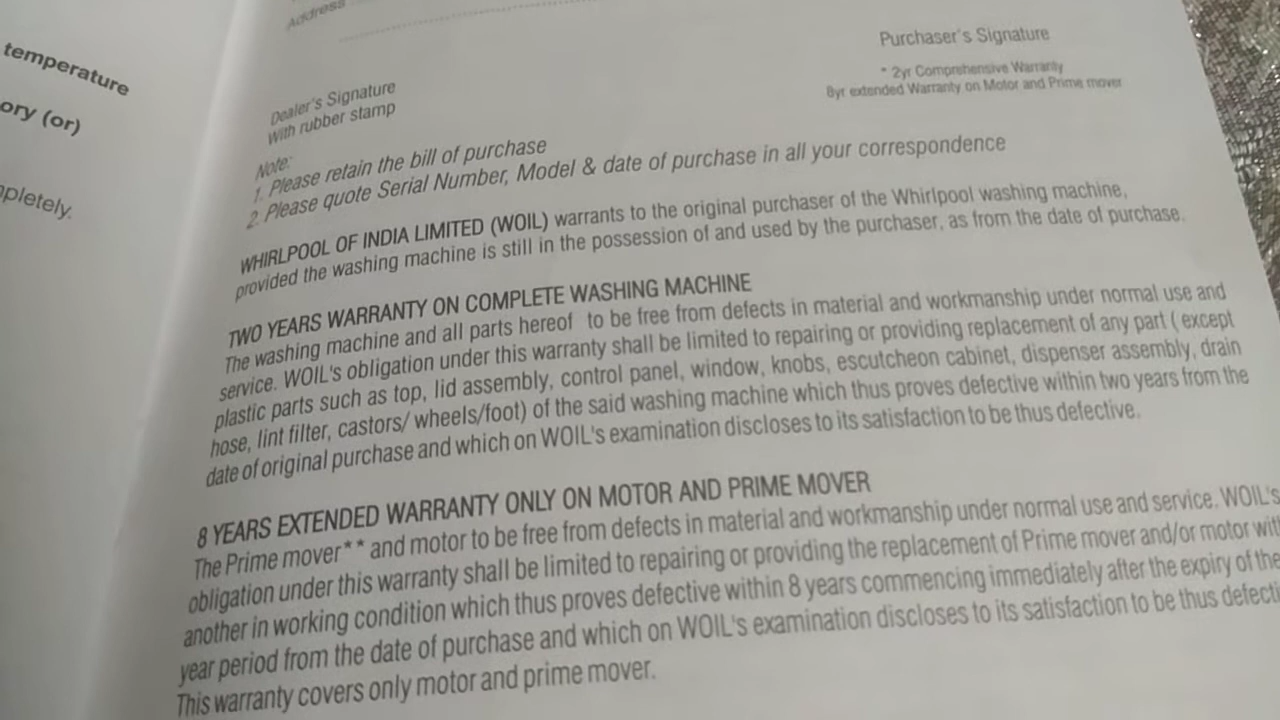 temperature
ory (or)
pletely.
Address
Purchaser's Signature
* 2yr Comprehensive Warranty
8yr extended Warranty on Motor and Prime mover
Dealer's Signature
With rubber stamp
Note:
1. Please retain the bill of purchase
2. Please quote Serial Number, Model & date of purchase in all your correspondence
WHIRLPOOL OF INDIA LIMITED (WOIL) warrants to the original purchaser of the Whirlpool washing machine,
provided the washing machine is still in the possession of and used by the purchaser, as from the date of purchase.
TWO YEARS WARRANTY ON COMPLETE WASHING MACHINE
The washing machine and all parts hereof to be free from defects in material and workmanship under normal use and
service. WOIL's obligation under this warranty shall be limited to repairing or providing replacement of any part ( except
plastic parts such as top, lid assembly, control panel, window, knobs, escutcheon cabinet, dispenser assembly, drain
hose, lint filter, castors/ wheels/foot) of the said washing machine which thus proves defective within two years from the
date of original purchase and which on WOIL's examination discloses to its satisfaction to be thus defective.
8 YEARS EXTENDED WARRANTY ONLY ON MOTOR AND PRIME MOVER
The Prime mover** and motor to be free from defects in material and workmanship under normal use and service. WOIL's
obligation under this warranty shall be limited to repairing or providing the replacement of Prime mover and/or motor wit
another in working condition which thus proves defective within 8 years commencing immediately after the expiry of the
year period from the date of purchase and which on WOIL's examination discloses to its satisfaction to be thus defecti
This warranty covers only motor and prime mover.